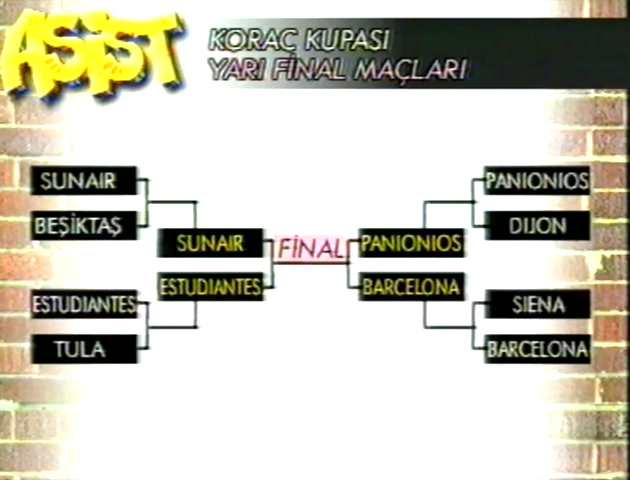 ASİST
KORAÇ KUPASI
YARI FİNAL MAÇLARI
SUNAIR
BEŞİKTAŞ
ESTUDIANTES
TULA
SUNAIR
ESTUDIANTES
FİNAL
PANIONIOS
BARCELONA
PANIONIOS
DIJON
SIENA
BARCELONA